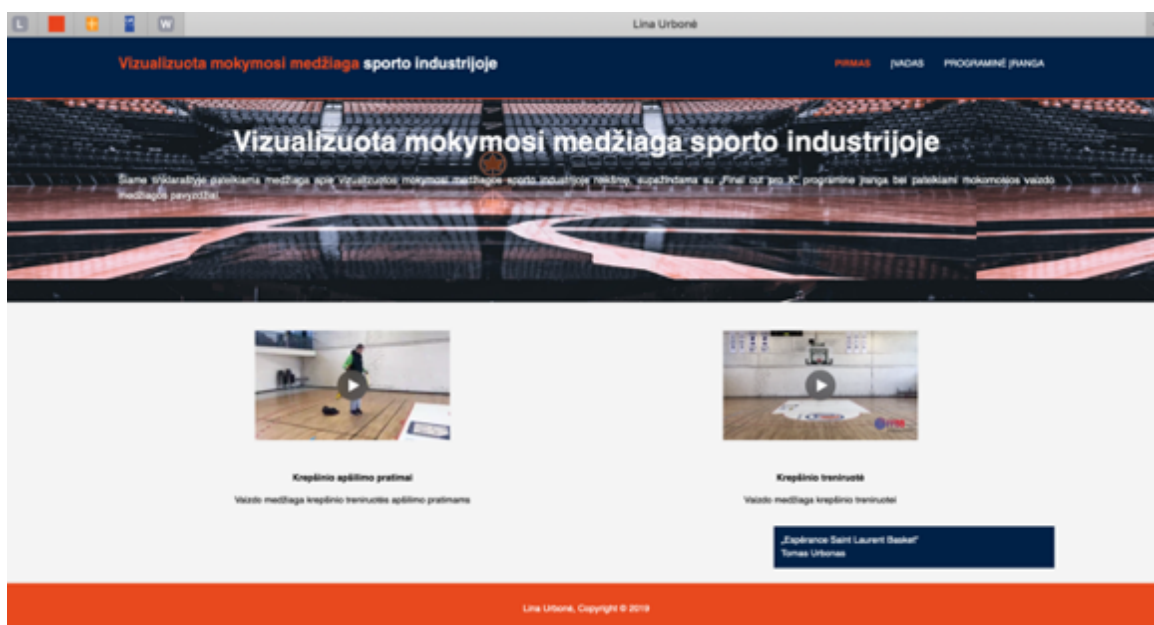 L
W
Lina Urbonė
Vizualizuota mokymosi medžiaga sporto industrijoje
PIRMAS ĮVADAS PROGRAMINĖ ĮRANGA
Vizualizuota mokymosi medžiaga sporto industrijoje
Šiame tinklaraštyje pateikiama medžiaga apie vizualizuotos mokymosi medžiagos sporto industrijoje reikšmę, supažindama su „Final cut pro X" programine įranga bei pateikiami mokomosios vaizdo
medžiagos pavyzdžiai.
Krepšinio apšilimo pratimai
Krepšinio treniruotė
Vaizdo medžiaga krepšinio treniruotės apšilimo pratimams
Vaizdo medžiaga krepšinio treniruotei
„Espérance Saint Laurent Basket"
Tomas Urbonas
Lina Urbonė, Copyright © 2019